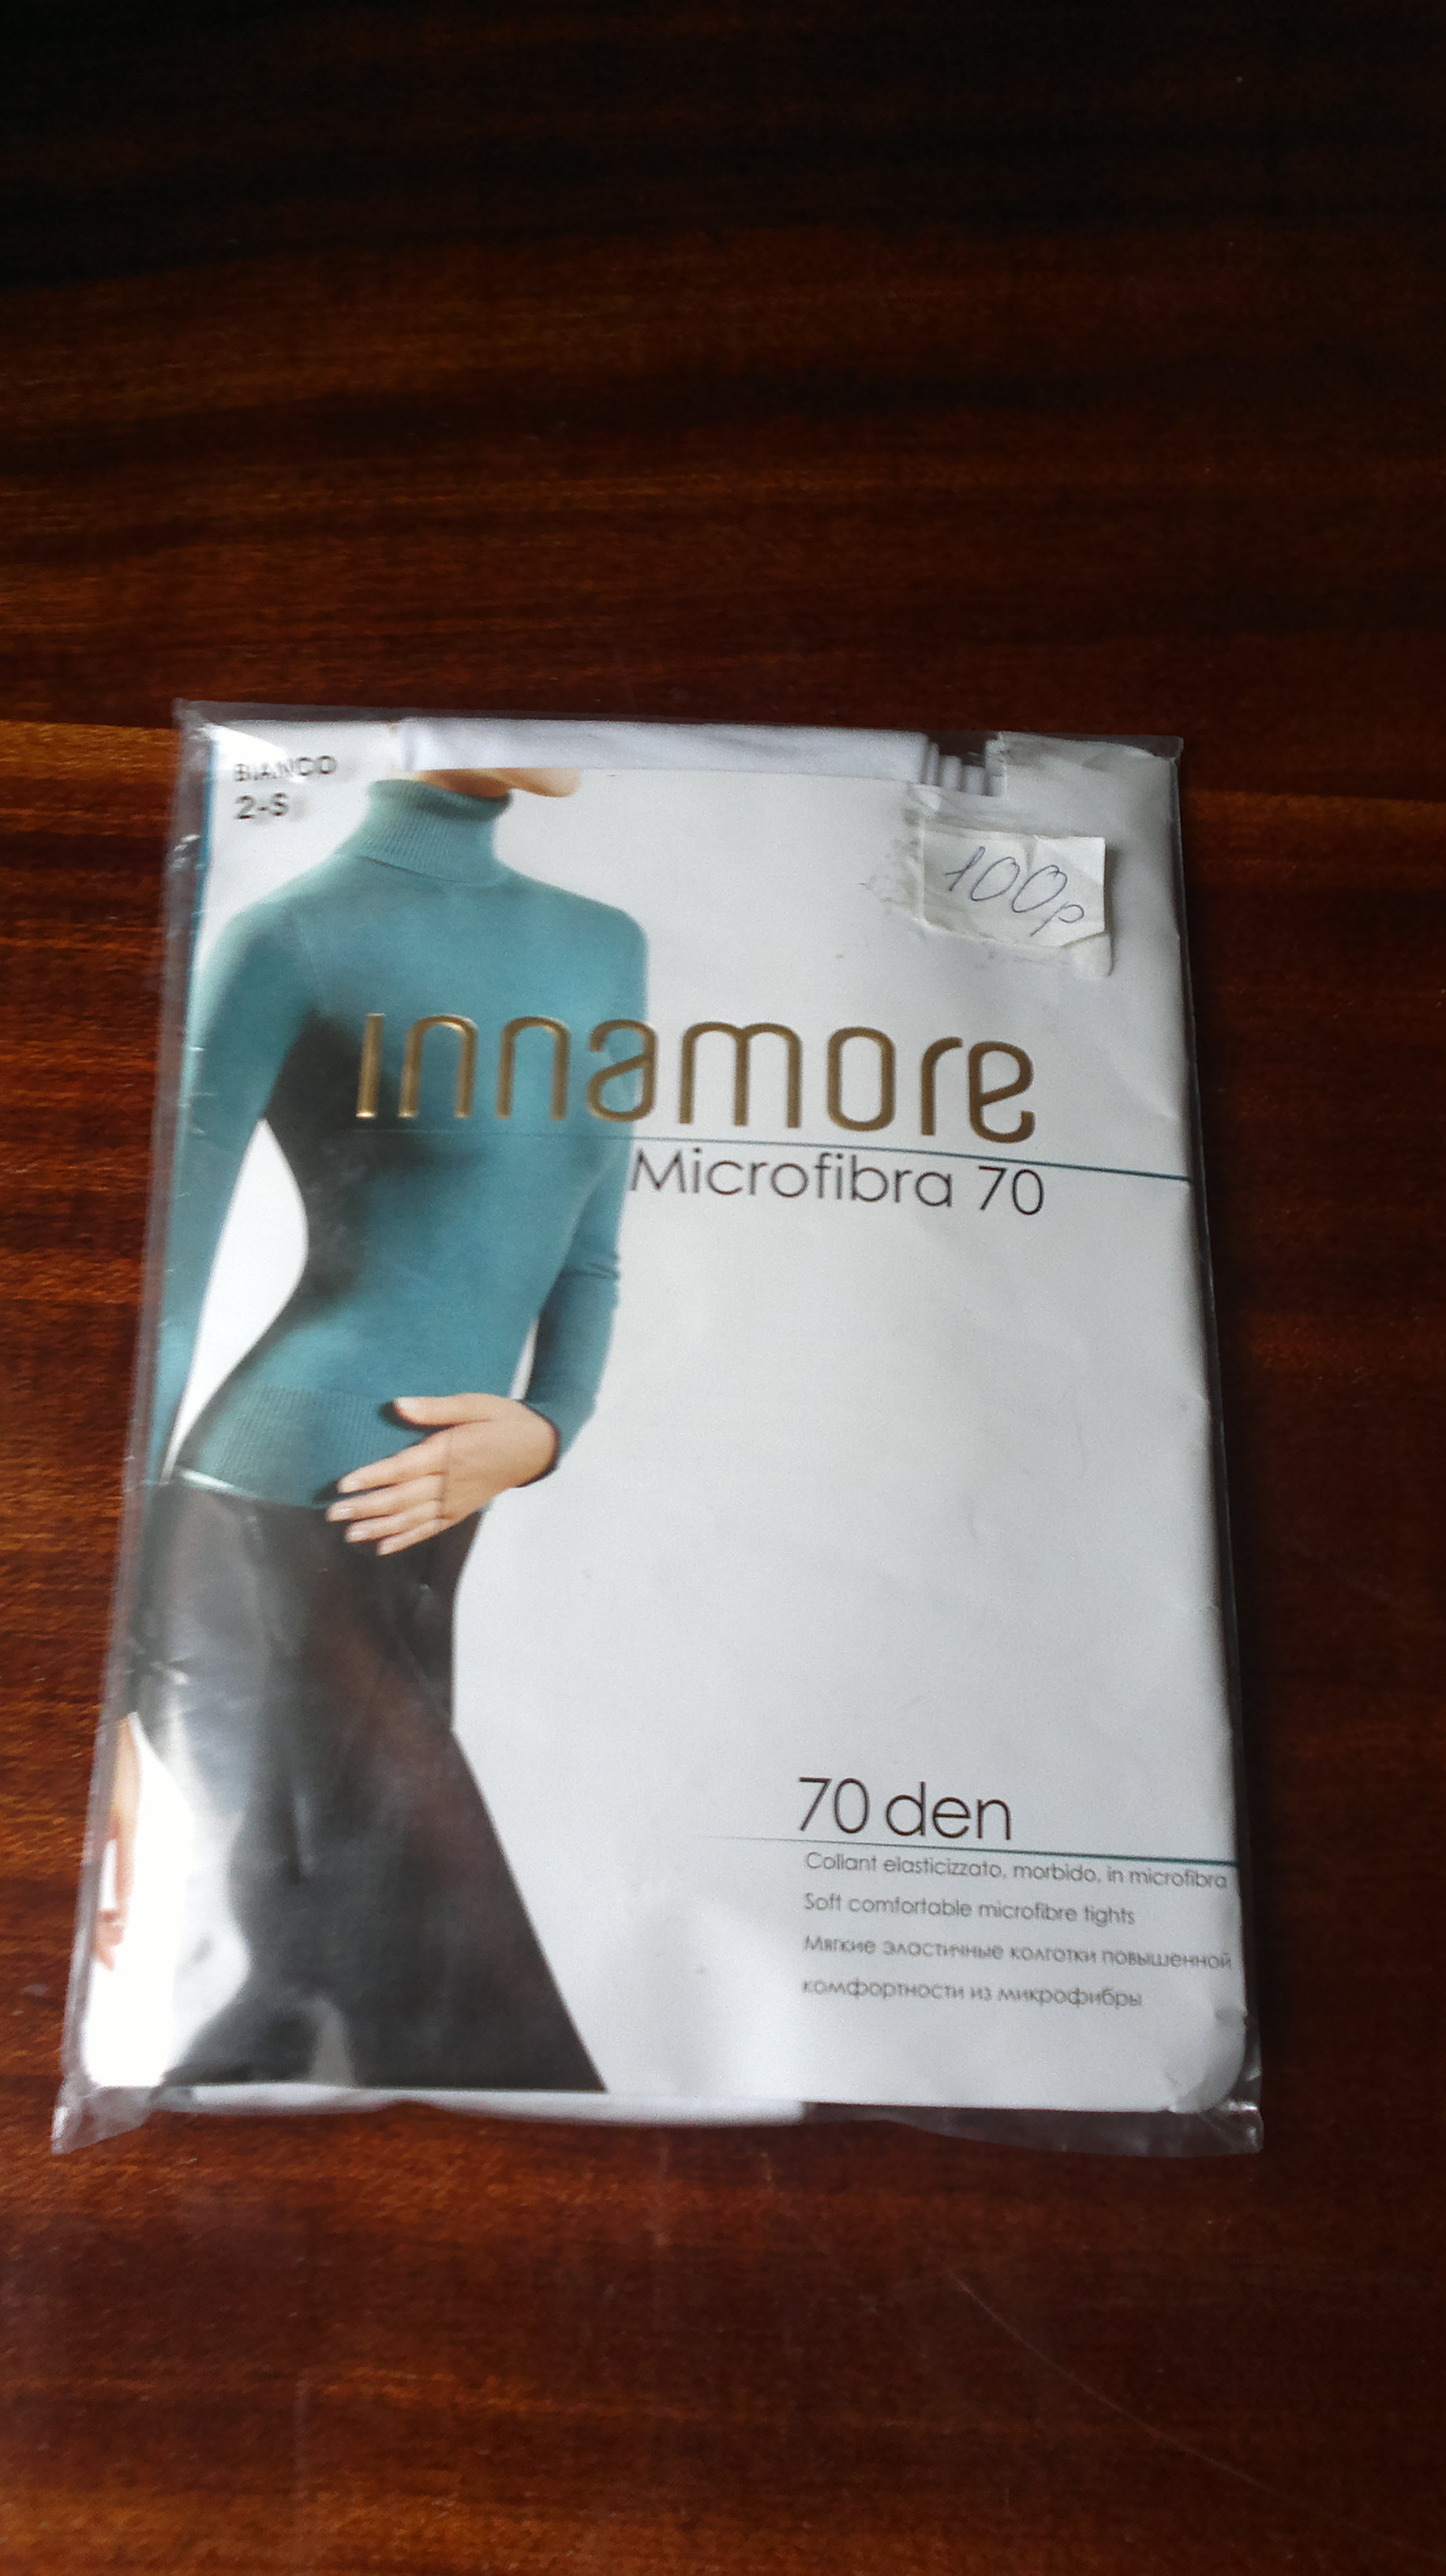 BIANCO
2-S
100р
innamore
Microfibra 70
70 den
Collant elasticizzato, morbido, in microfibra
Soft comfortable microfibre tights
Мягкие эластичные колготки повышенной
комфортности из микрофибры